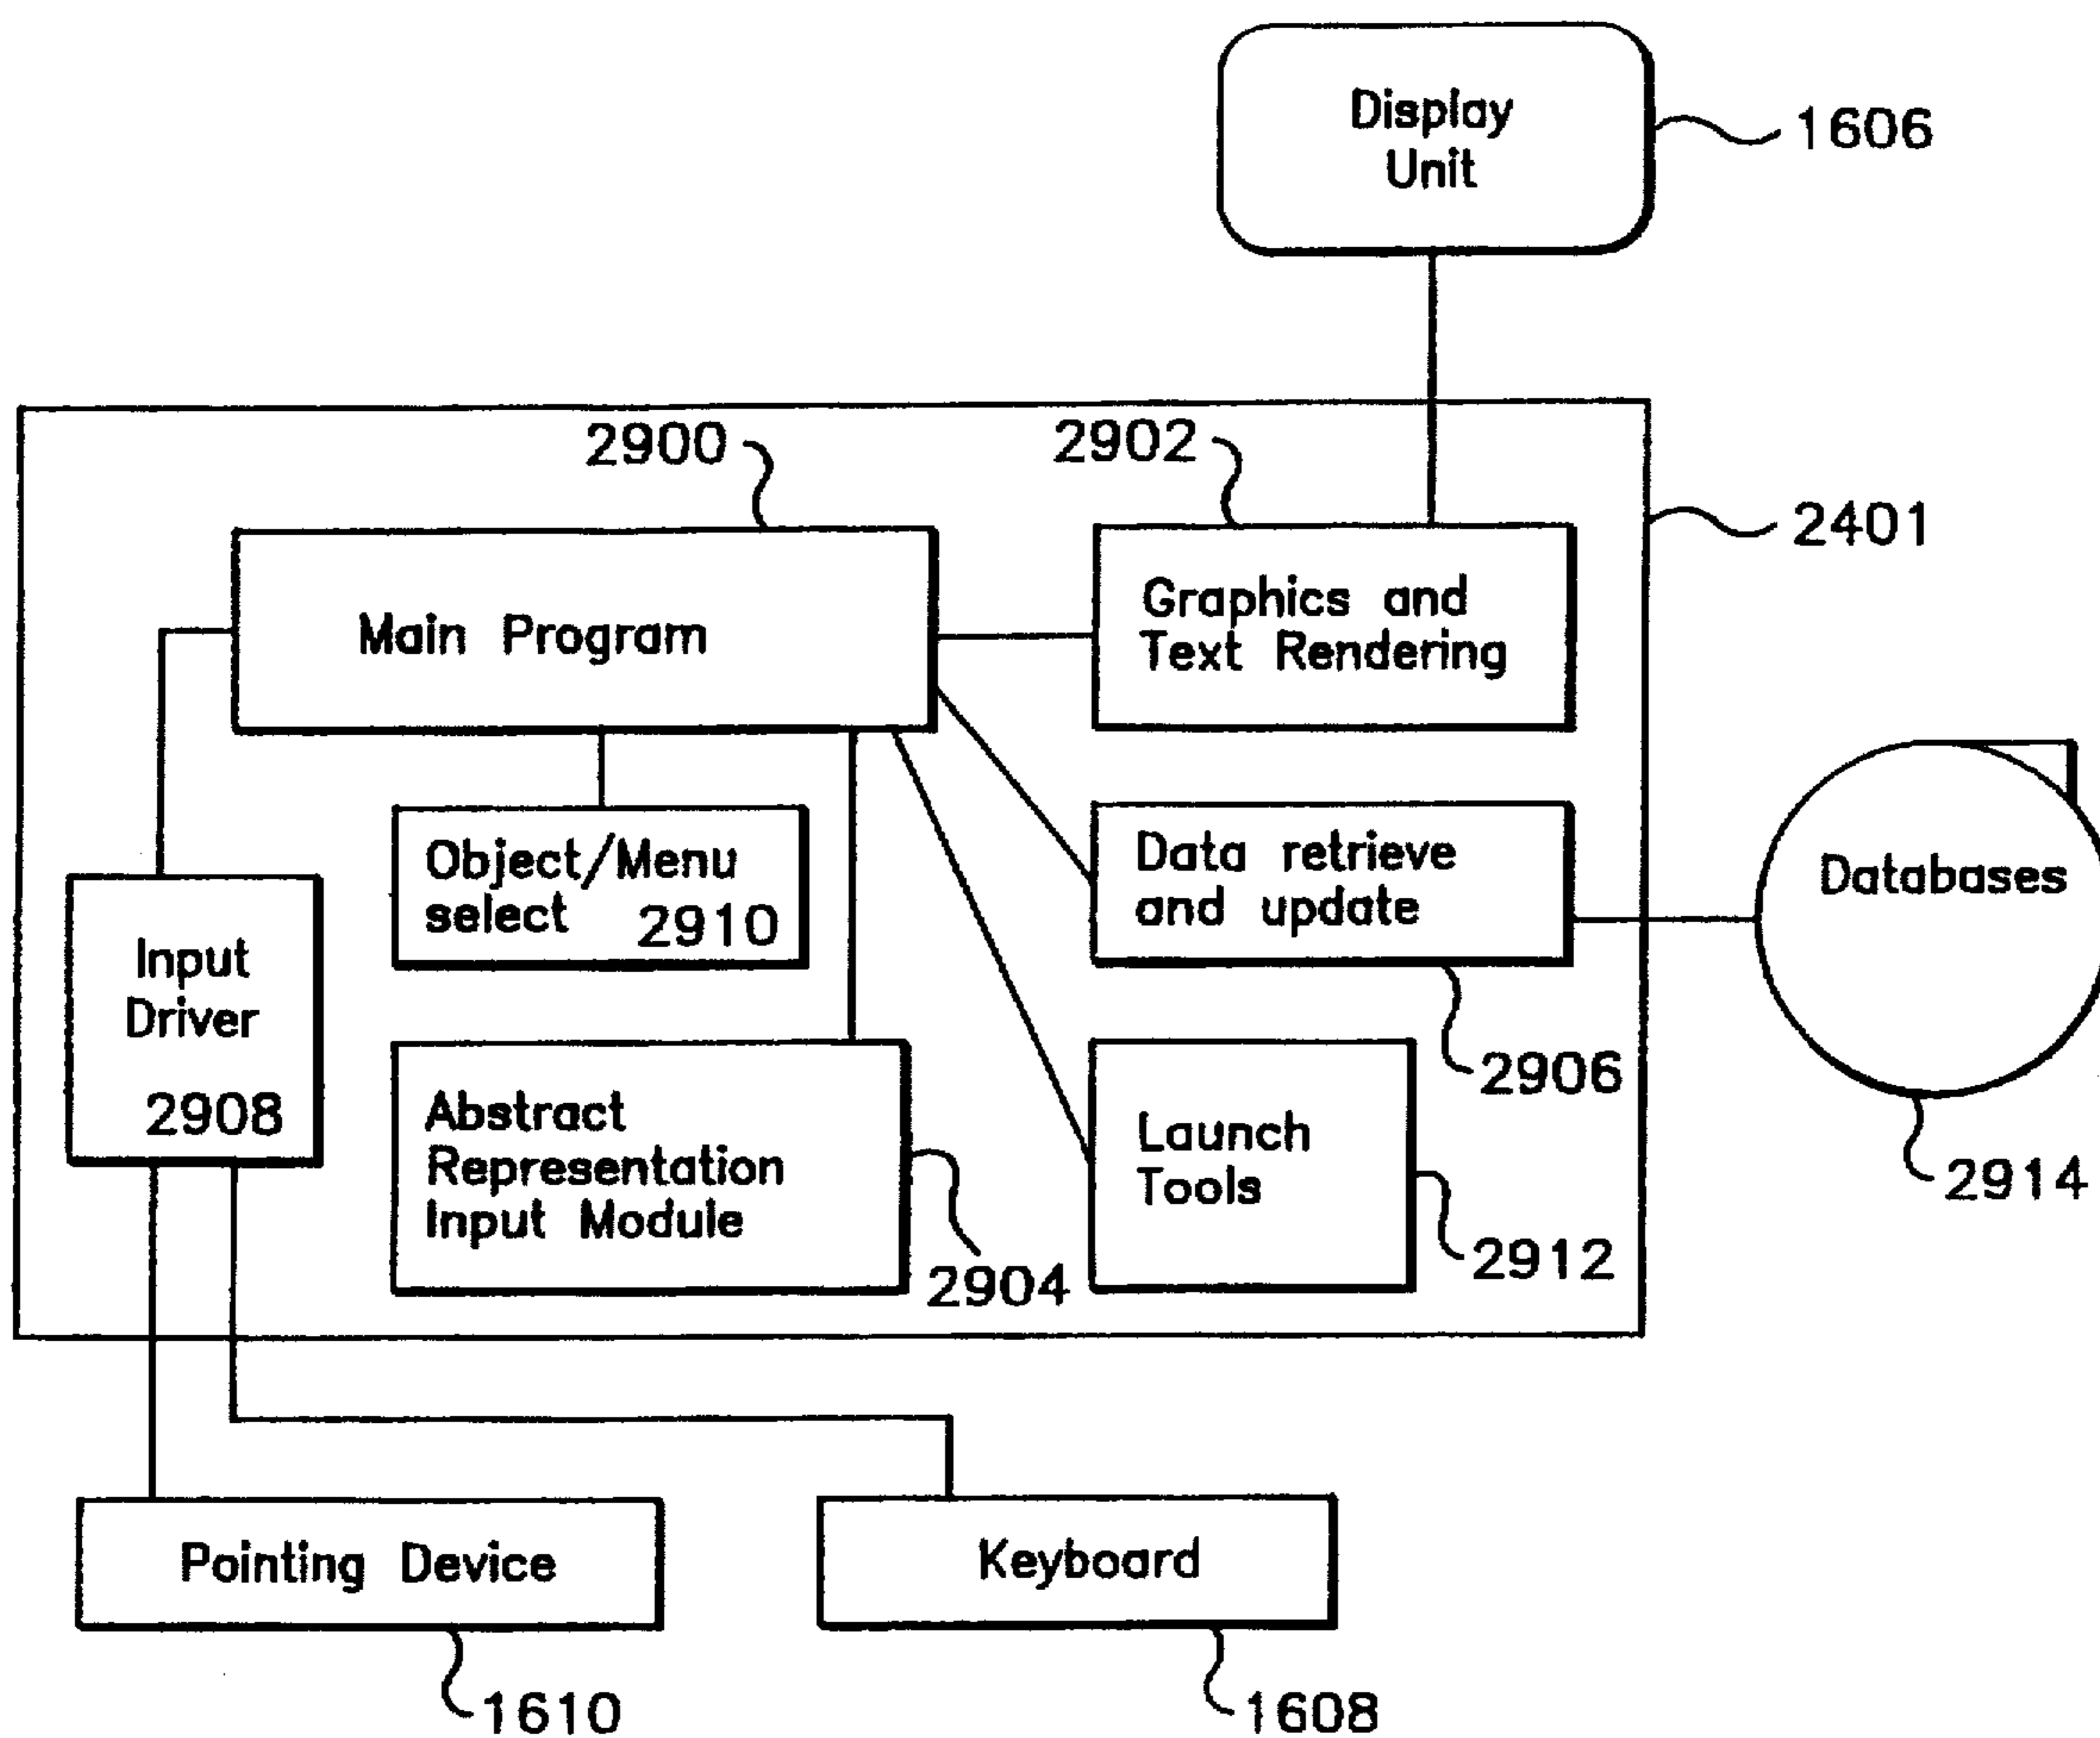 Display
Unit
1606
2900
2902
2401
Main Program
Graphics and
Text Rendering
Object/Menu
select 2910
Data retrieve
and update
Databases
Input
Driver
2908
2906
Abstract
Representation
Input Module
2904
Launch
Tools
2912
2914
Pointing Device
Keyboard
1610
1608